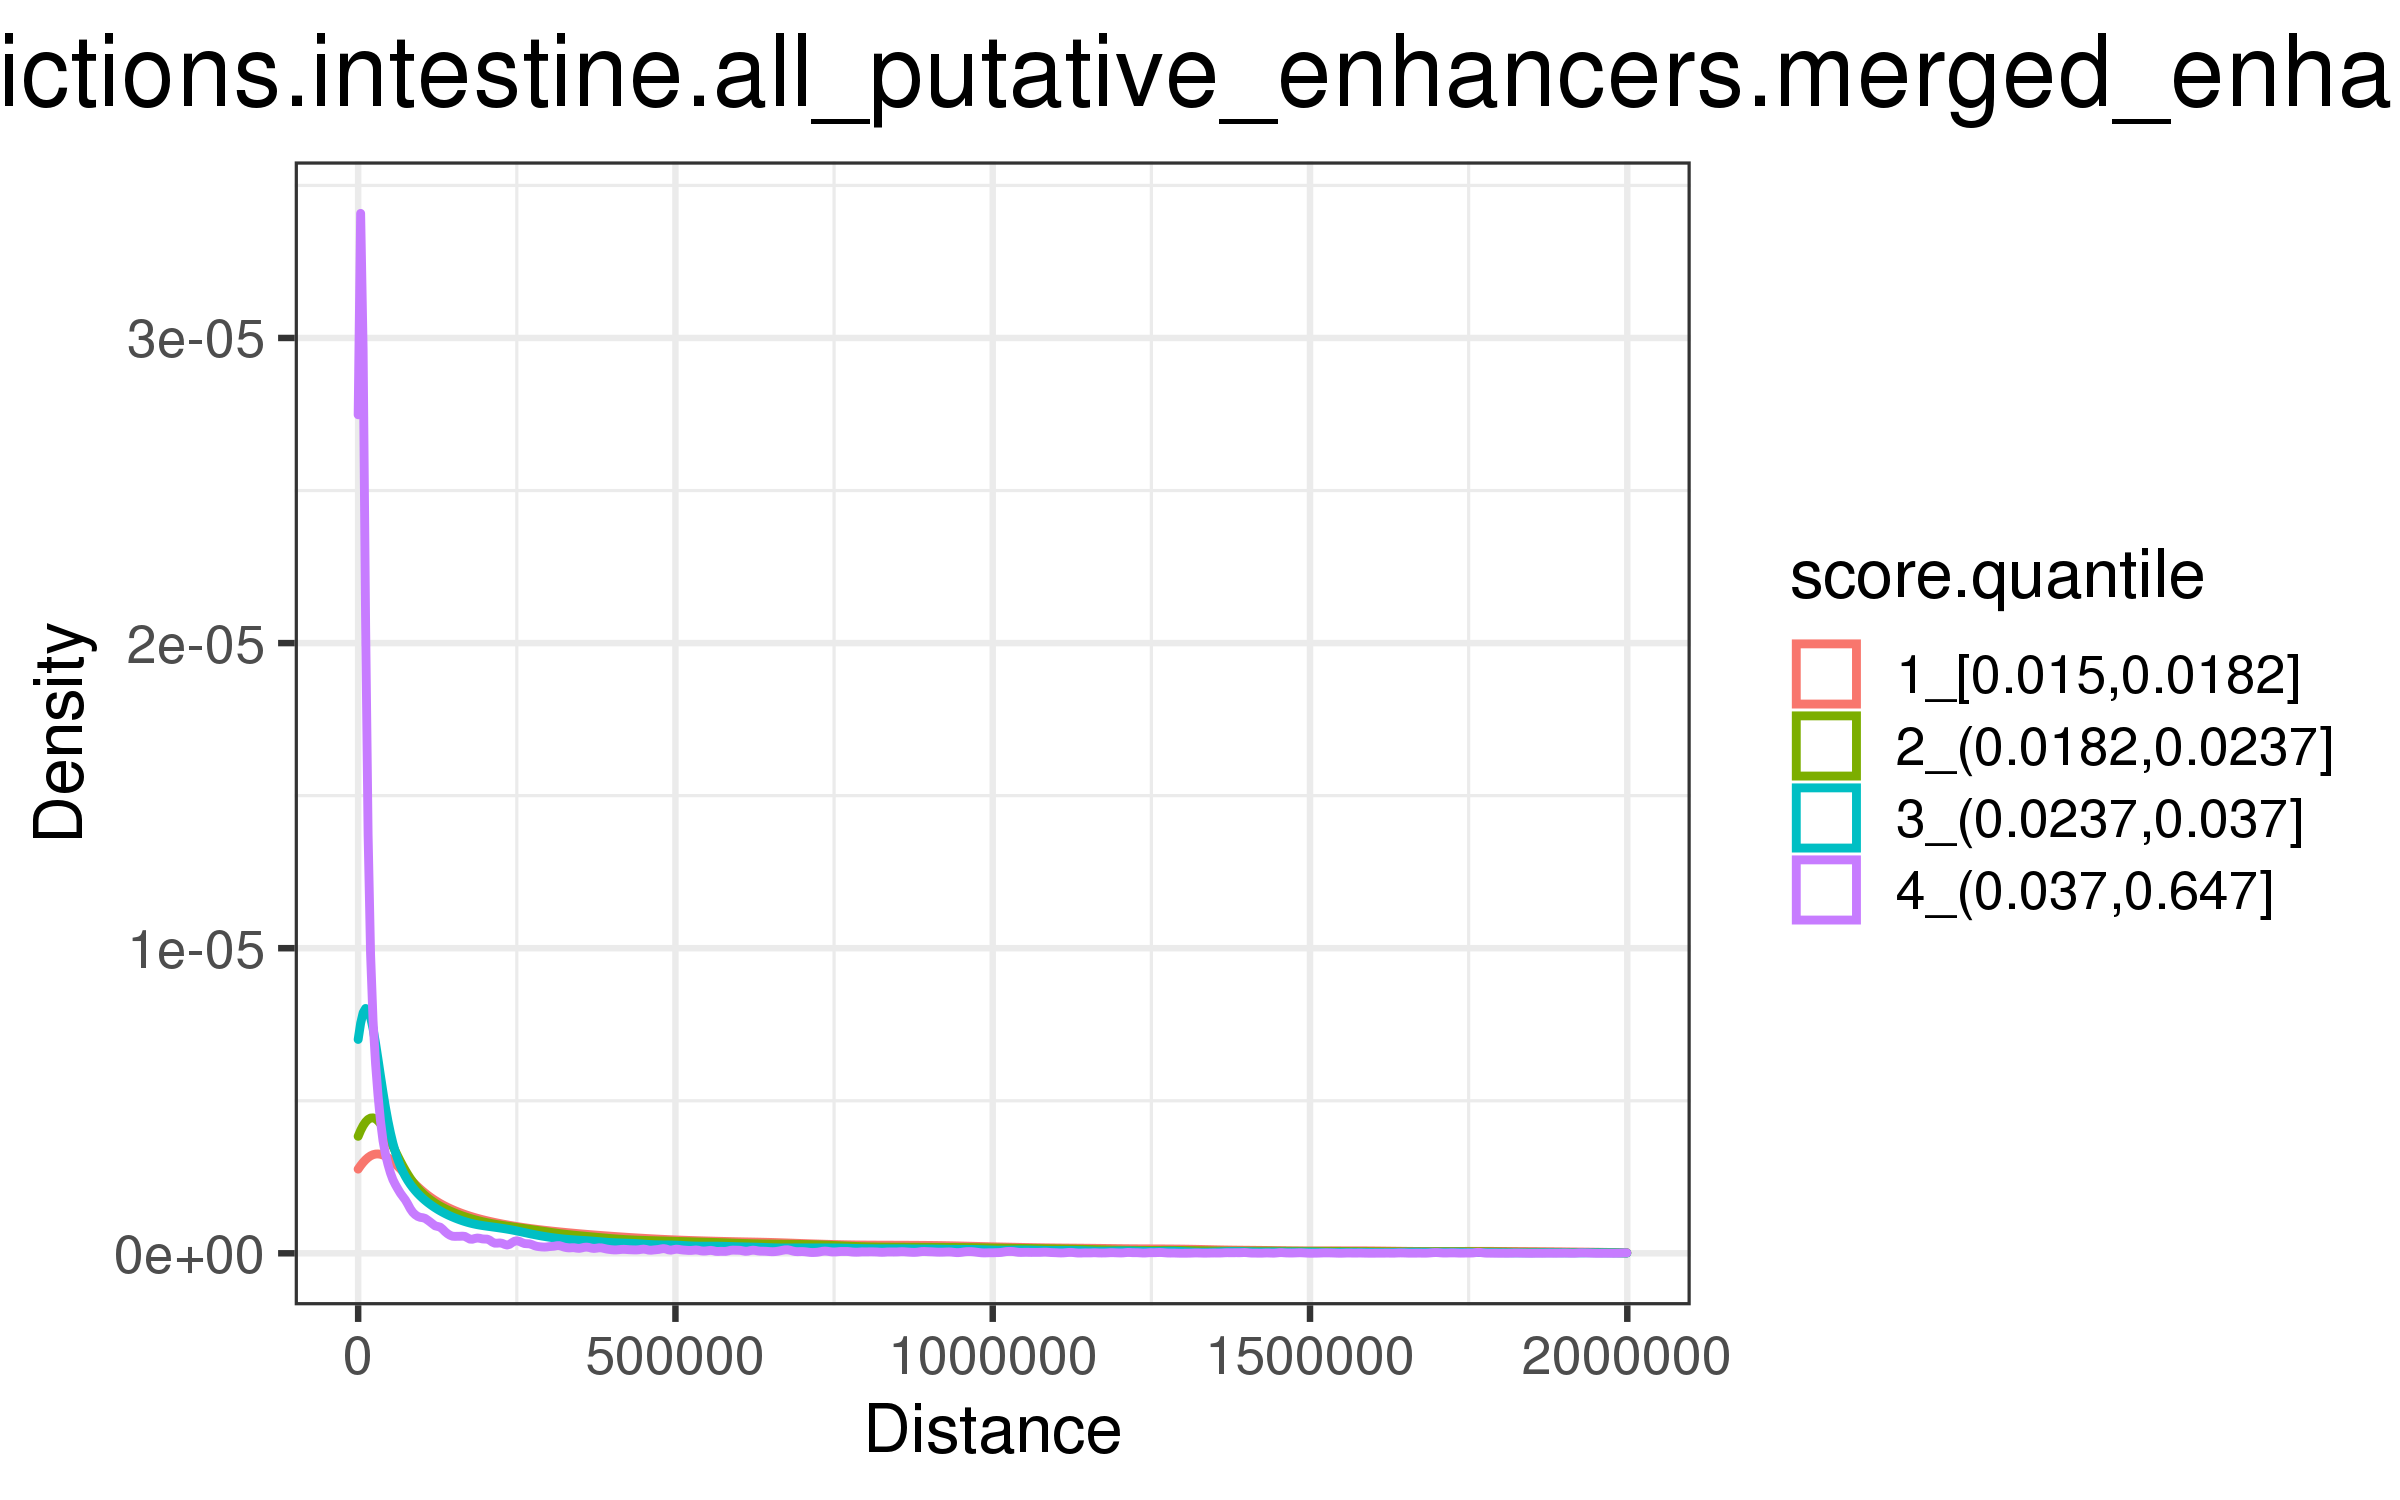 ictions.intestine.all_putative_enhancers.merged_enha
3e-05
2e-05
1e-05
0e+00
Density
0 500000 1000000 1500000 2000000
Distance
score.quantile
1_[0.015,0.0182]
2_(0.0182,0.0237]
3_(0.0237,0.037]
4_(0.037,0.647]